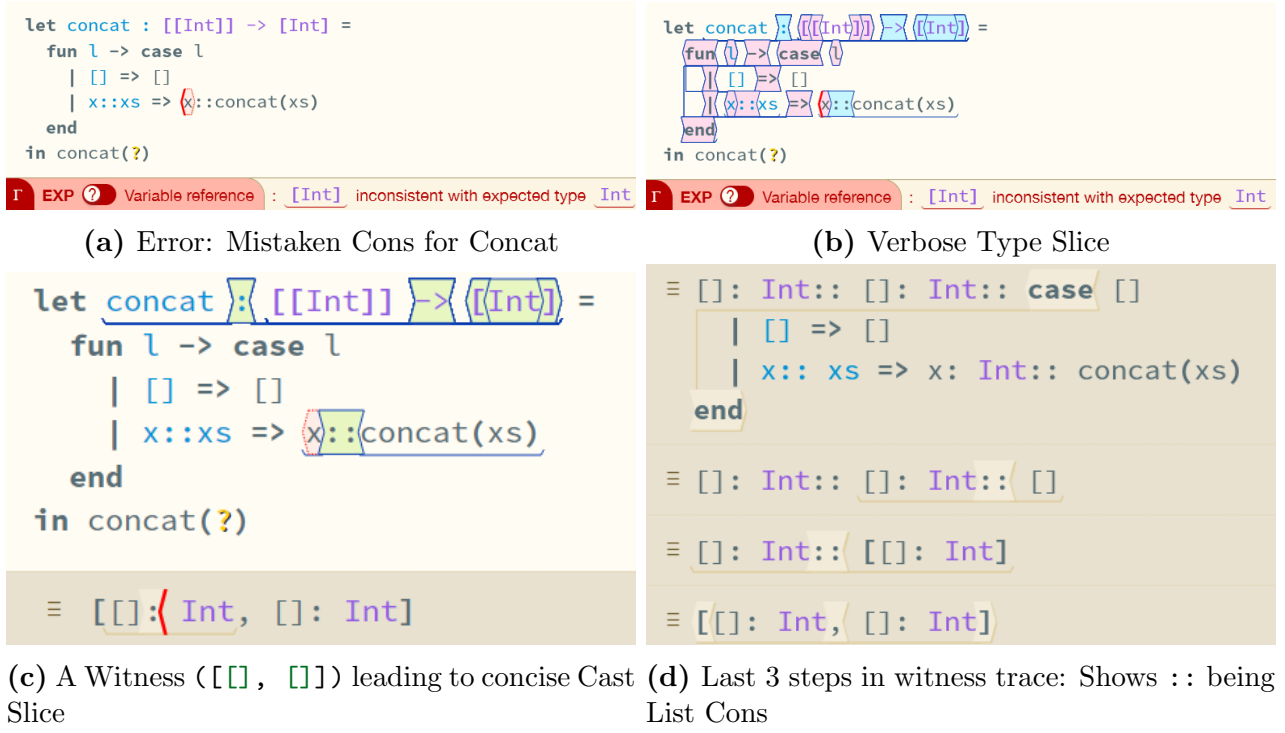 let concat : [[Int]] -> [Int] =
fun l -> case l
| [] => []
| x::xs => x::concat(xs)
end
in concat(?)
Γ EXP ? Variable reference : [Int] inconsistent with expected type Int
(a) Error: Mistaken Cons for Concat
let concat : [[Int]] -> [Int] =
fun l -> case l
| [] => []
| x::xs => x::concat(xs)
end
in concat(?)
Γ EXP ? Variable reference : [Int] inconsistent with expected type Int
(b) Verbose Type Slice
let concat : [[Int]] -> [Int] =
fun l -> case l
| [] => []
| x::xs => x::concat(xs)
end
in concat(?)
≡ [[]: Int, []: Int]
(c) A Witness ([[], []]) leading to concise Cast
Slice
≡ []: Int:: []: Int:: case []
| [] => []
| x:: xs => x: Int:: concat(xs)
end
≡ []: Int:: []: Int:: []
≡ []: Int:: [[]: Int]
≡ [[]: Int, []: Int]
(d) Last 3 steps in witness trace: Shows :: being
List Cons